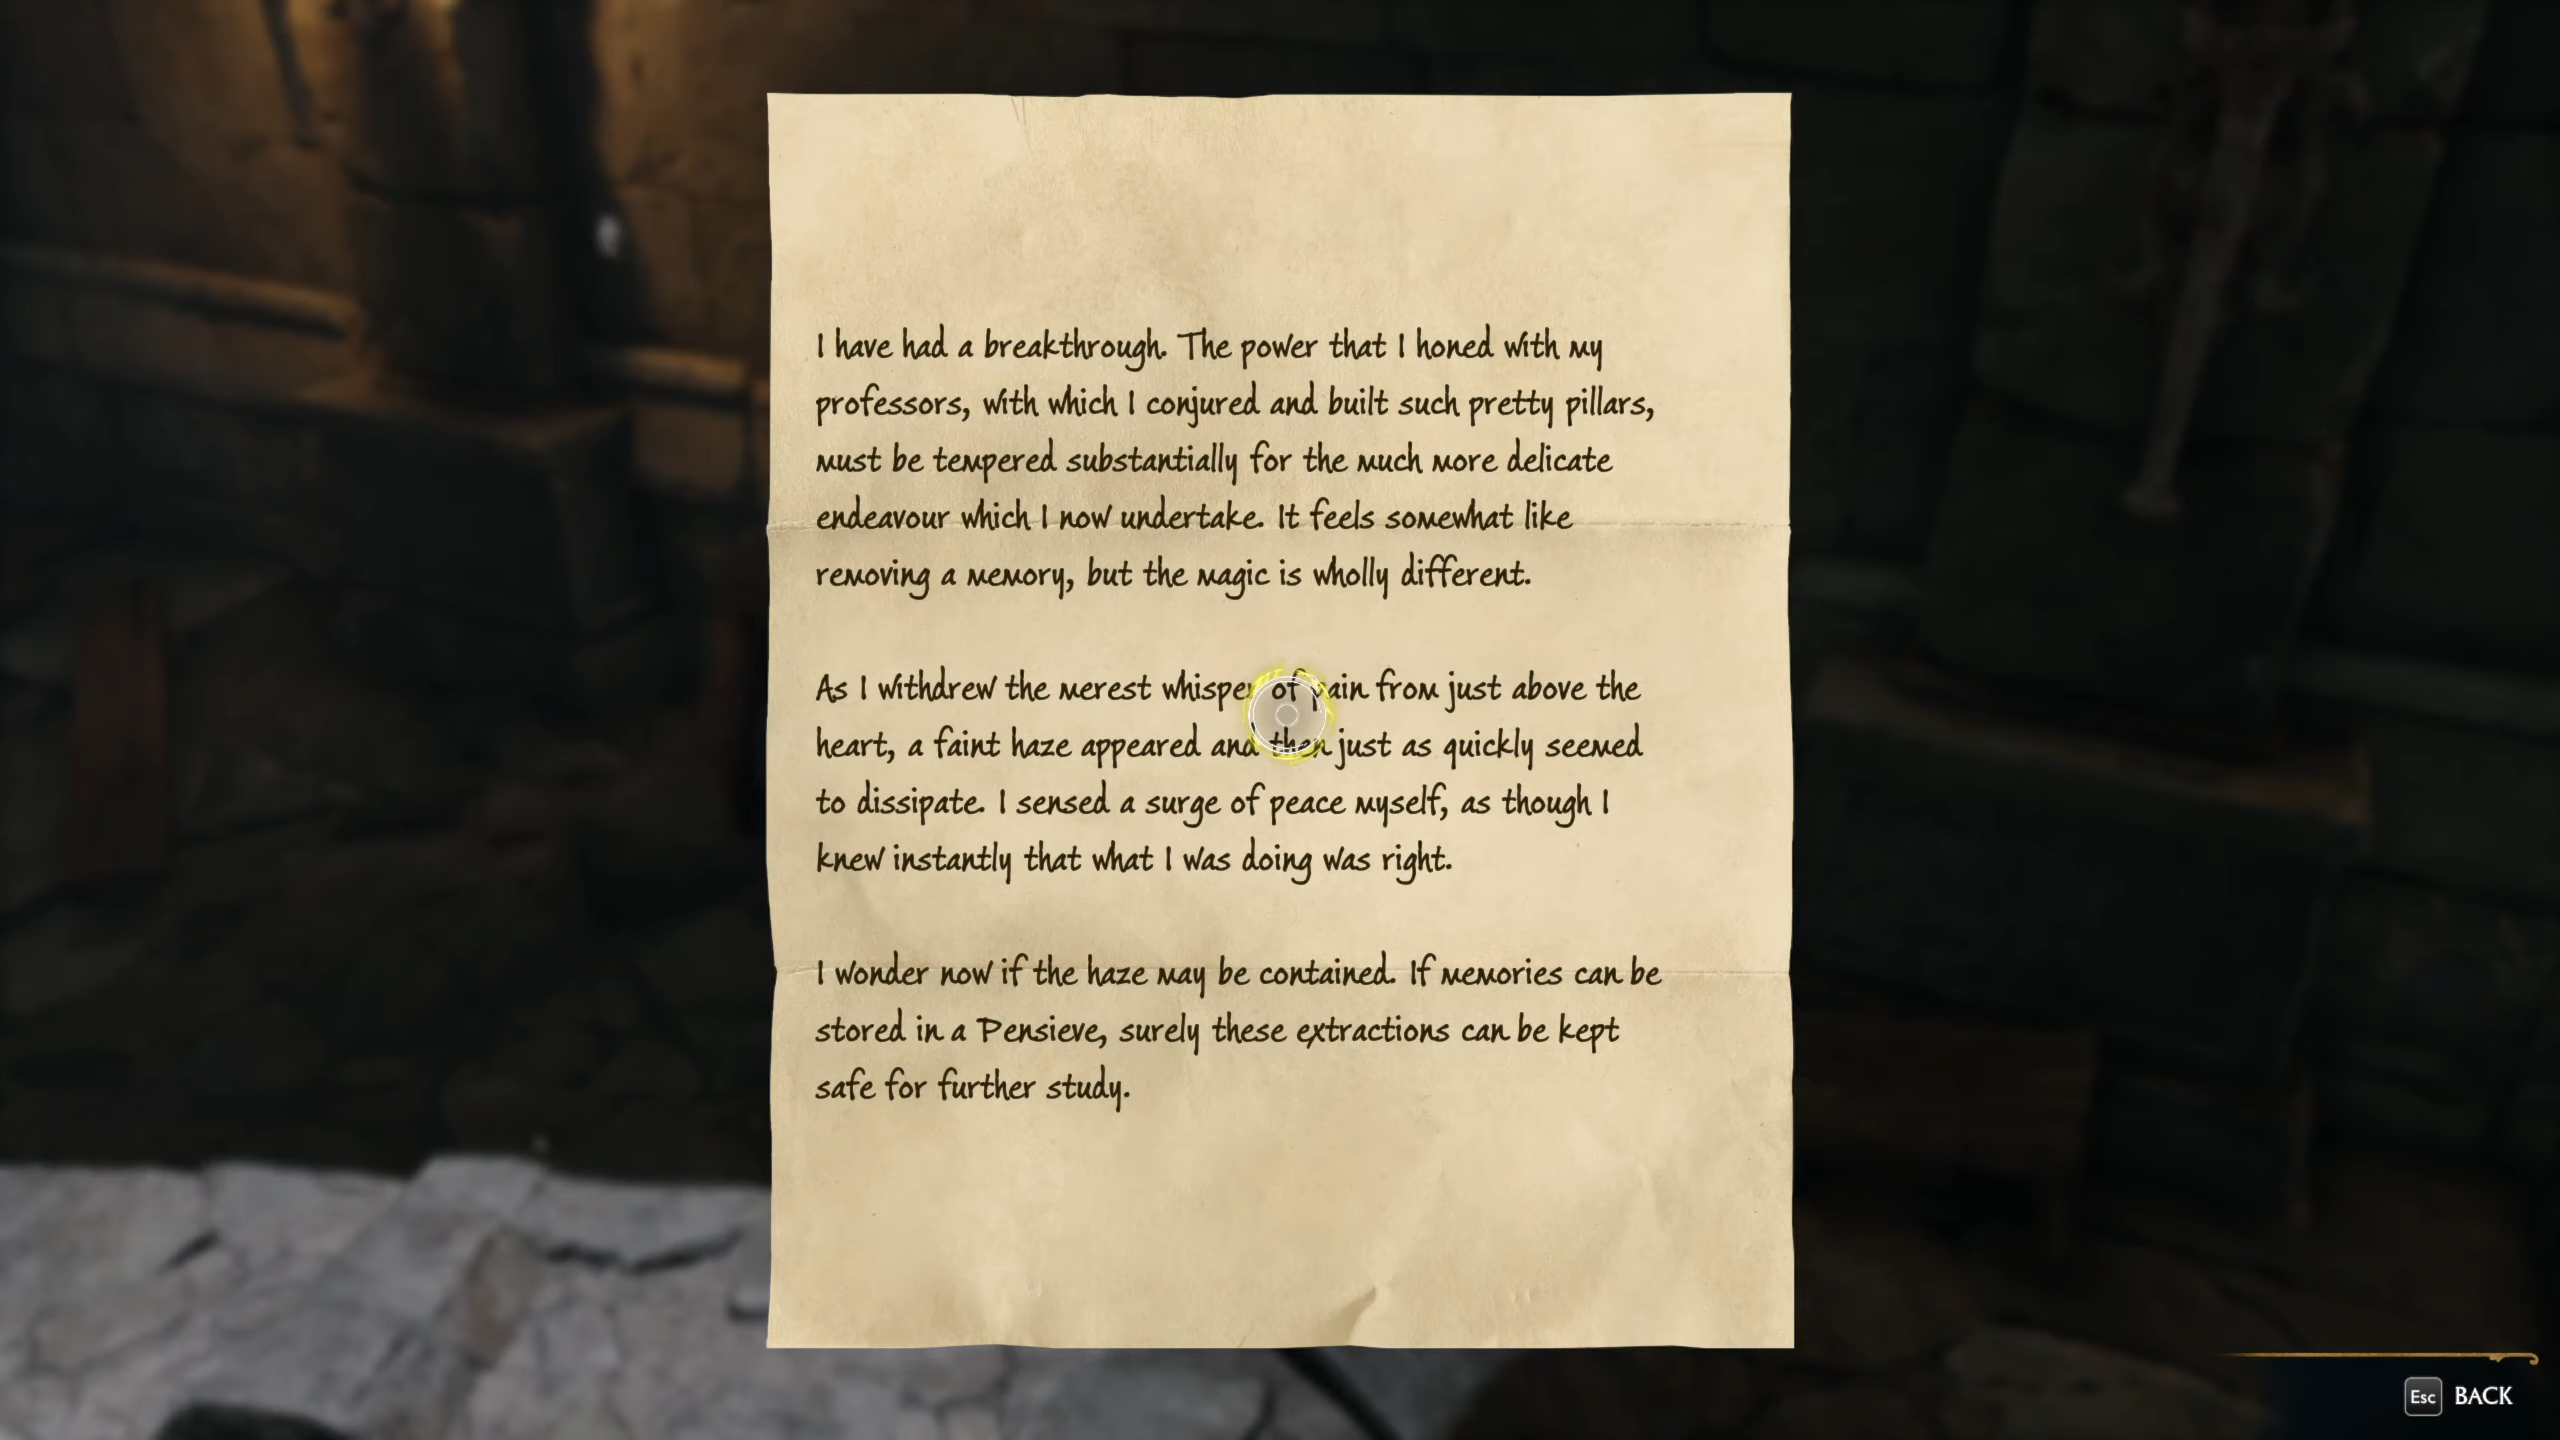 I have had a breakthrough. The power that I honed with my
professors, with which I conjured and built such pretty pillars,
must be tempered substantially for the much more delicate
endeavour which I now undertake. It feels somewhat like
removing a memory, but the magic is wholly different.
As I withdrew the merest whisper of pain from just above the
heart, a faint haze appeared and then just as quickly seemed
to dissipate. I sensed a surge of peace myself, as though I
knew instantly that what I was doing was right.
I wonder now if the haze may be contained. If memories can be
stored in a Pensieve, surely these extractions can be kept
safe for further study.
Esc BACK